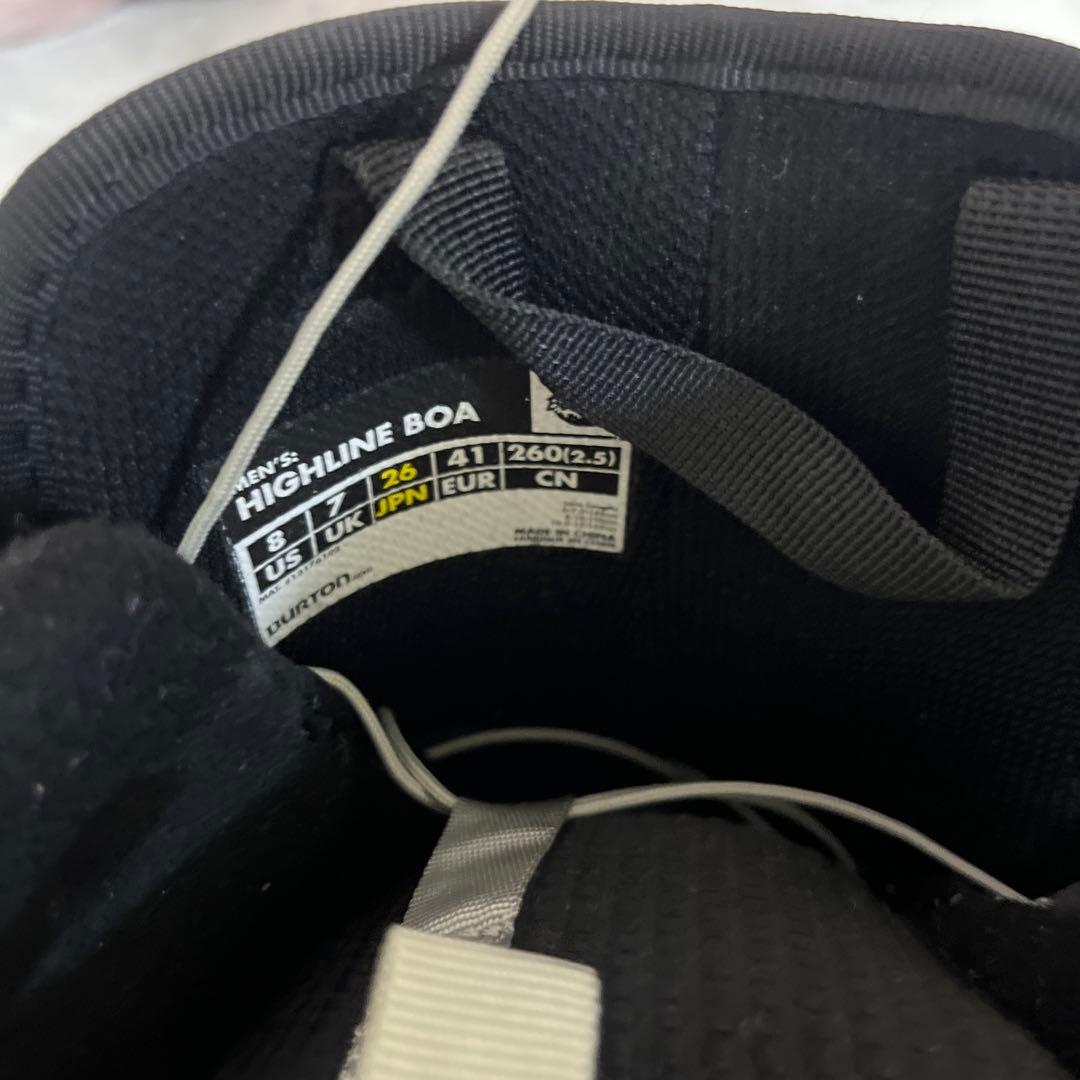 MEN'S:
HIGHLINE BOA
8 7 26 41 260(2.5)
US UK JPN EUR CN
MADE IN CHINA
BURTON